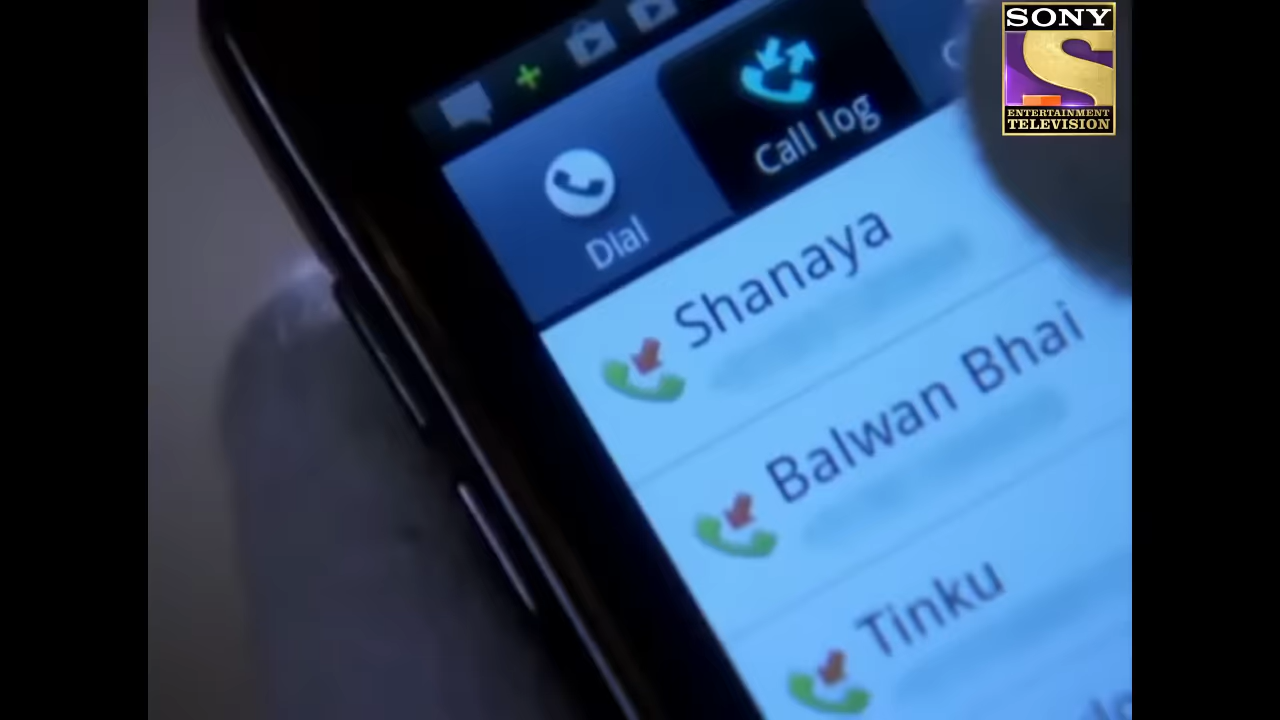 SONY
ENTERTAINMENT
TELEVISION
Dial
Call log
Shanaya
Balwan Bhai
Tinku